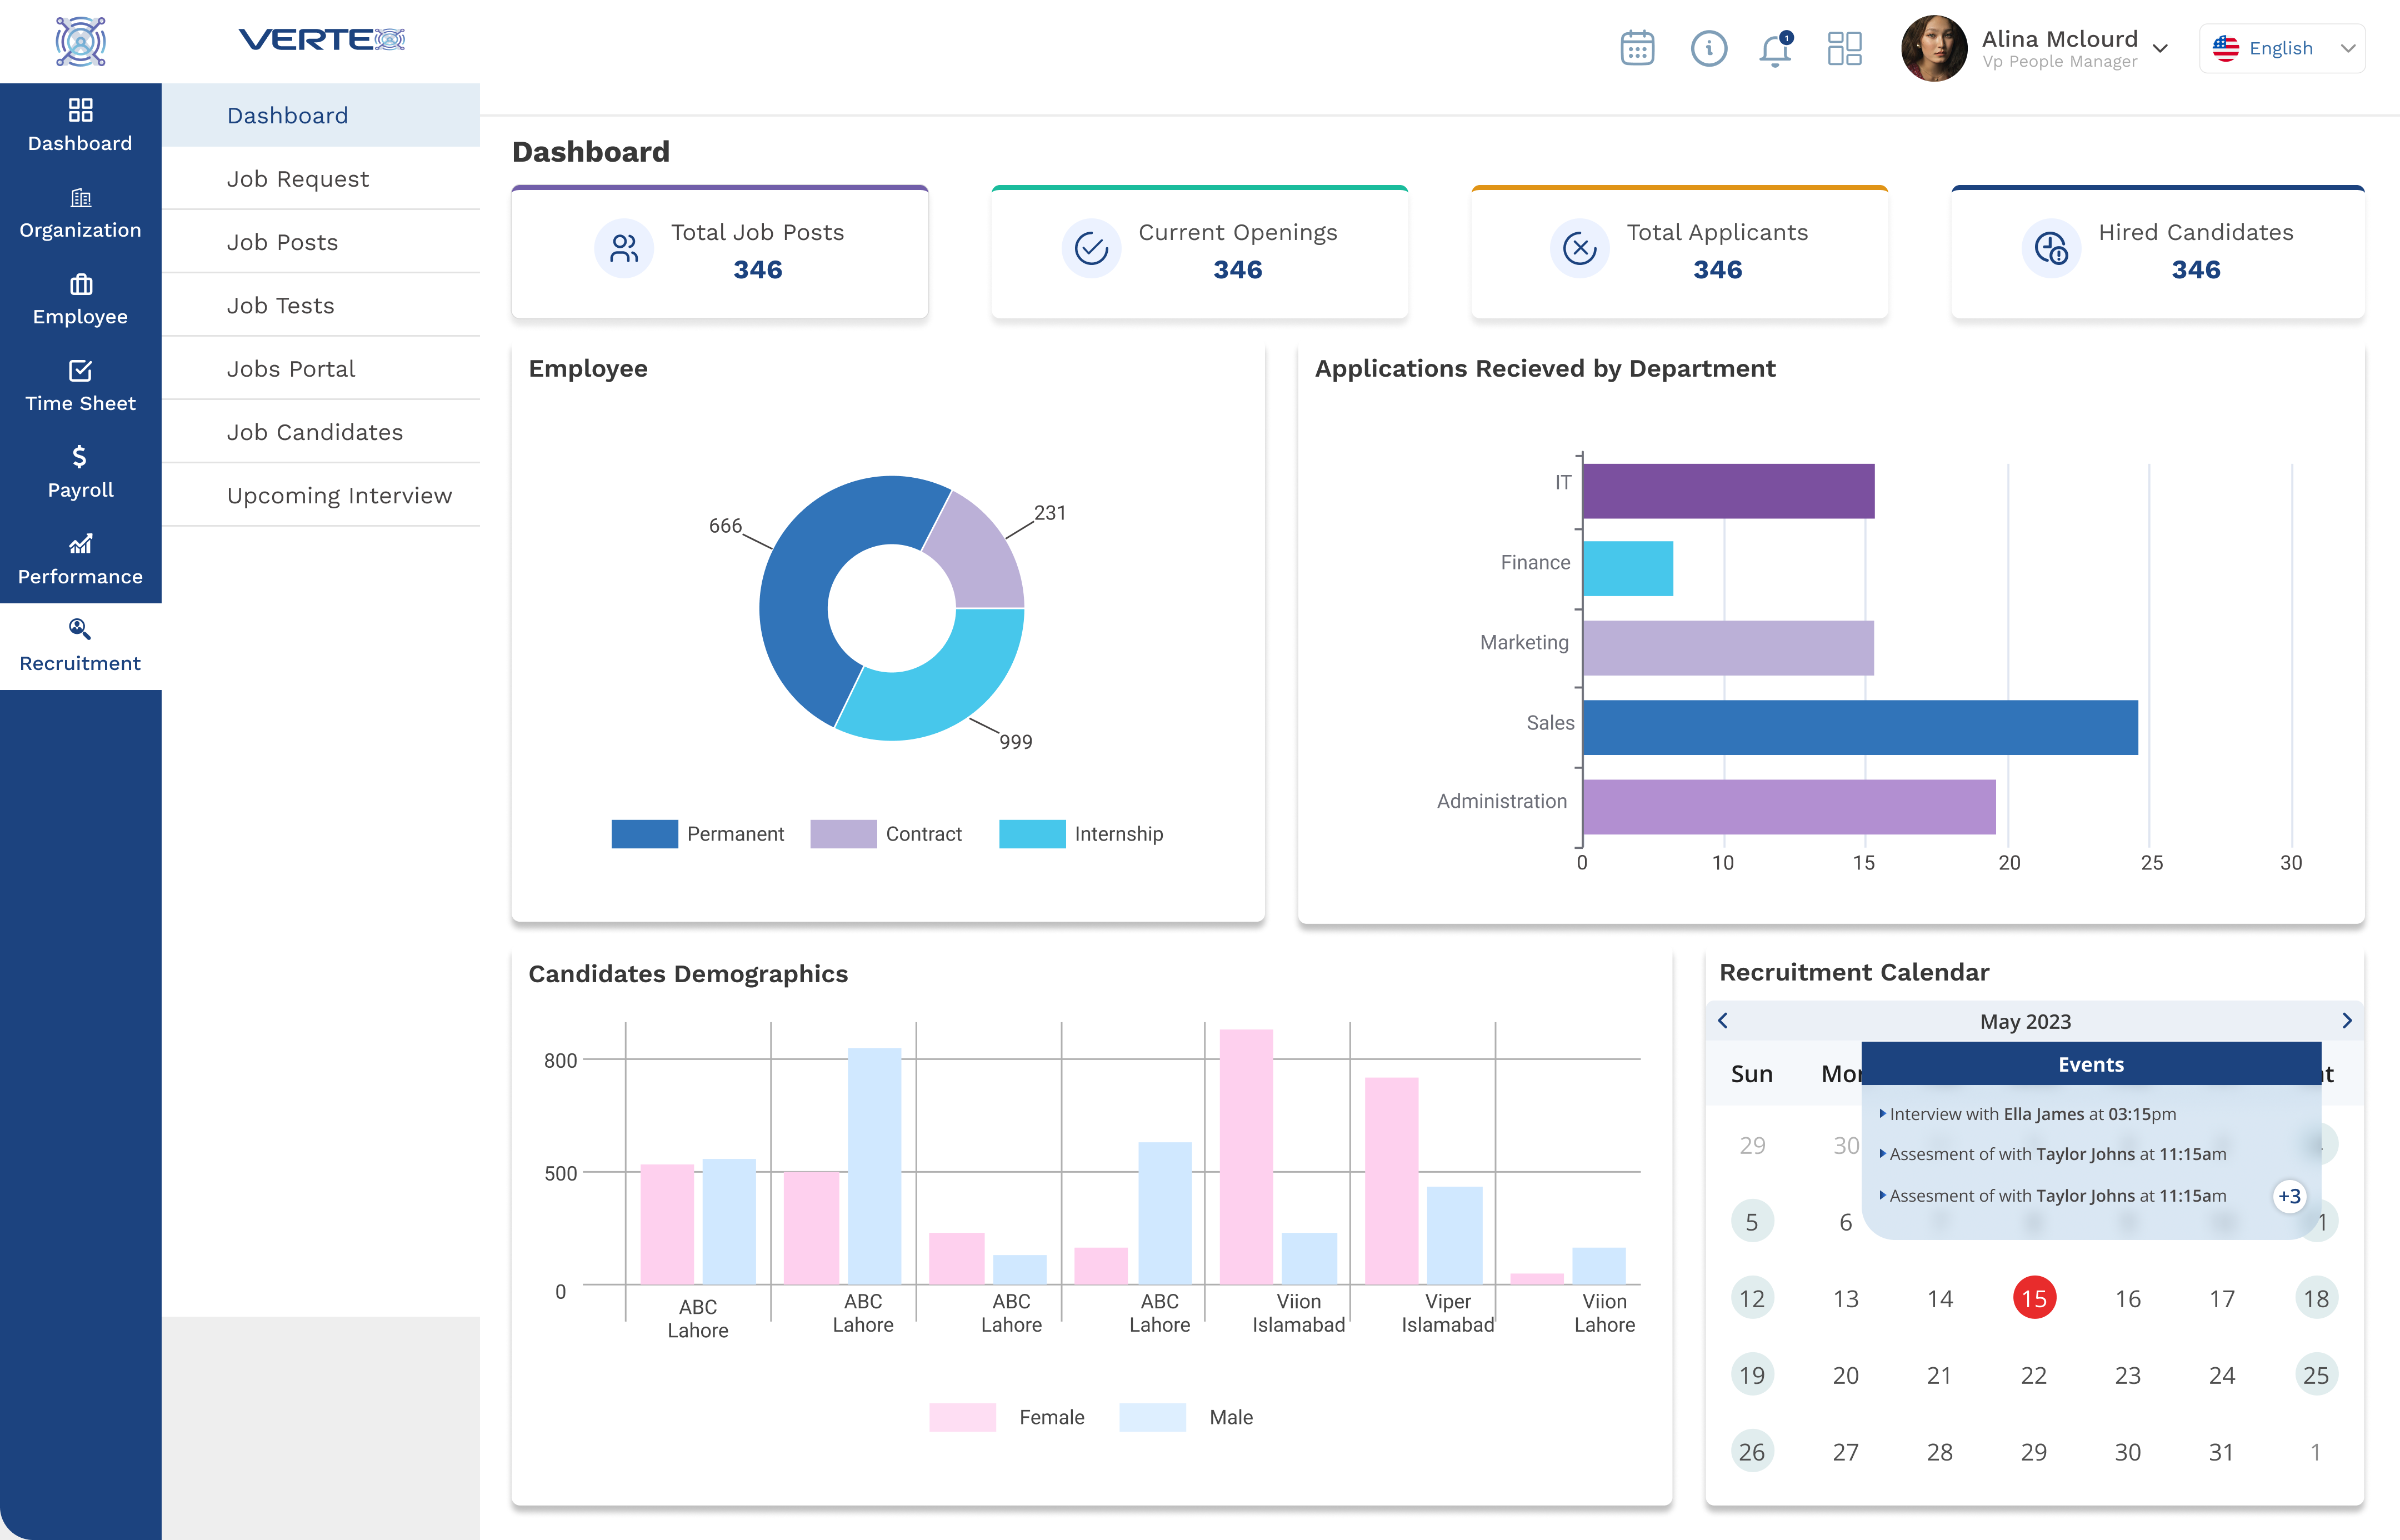 VERTEX
1
Alina Mclourd
Vp People Manager
English
Dashboard
Organization
Employee
Time Sheet
Payroll
Performance
Recruitment
Dashboard
Job Request
Job Posts
Job Tests
Jobs Portal
Job Candidates
Upcoming Interview
Dashboard
Total Job Posts
346
Current Openings
346
Total Applicants
346
Hired Candidates
346
Employee
666
231
999
Permanent Contract Internship
Applications Recieved by Department
IT
Finance
Marketing
Sales
Administration
0 10 15 20 25 30
Candidates Demographics
800
500
0
ABC Lahore
ABC Lahore
ABC Lahore
ABC Lahore
Viion Islamabad
Viper Islamabad
Viion Lahore
Female Male
Recruitment Calendar
May 2023
Sun
Events
Interview with Ella James at 03:15pm
Assesment of with Taylor Johns at 11:15am
Assesment of with Taylor Johns at 11:15am
+3
29 30
5 6
12 13 14 15 16 17 18
19 20 21 22 23 24 25
26 27 28 29 30 31 1